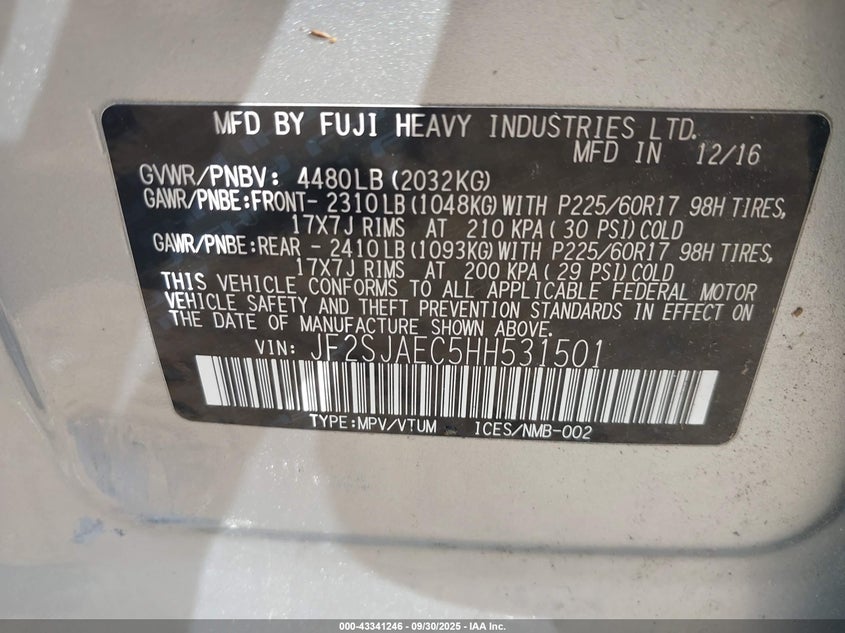 MFD BY FUJI HEAVY INDUSTRIES LTD.
MFD IN 12/16
GVWR/PNBV: 4480LB (2032KG)
GAWR/PNBE:FRONT- 2310LB (1048KG) WITH P225/60R17 98H TIRES,
17X7J RIMS AT 210 KPA ( 30 PSI) COLD
GAWR/PNBE:REAR - 2410LB (1093KG) WITH P225/60R17 98H TIRES,
17X7J RIMS AT 200 KPA ( 29 PSI) COLD
THIS VEHICLE CONFORMS TO ALL APPLICABLE FEDERAL MOTOR
VEHICLE SAFETY AND THEFT PREVENTION STANDARDS IN EFFECT ON
THE DATE OF MANUFACTURE SHOWN ABOVE.
VIN: JF2SJAEC5HH531501
TYPE:MPV/VTUM ICES/NMB-002
000-43341246 - 09/30/2025 - IAA Inc.